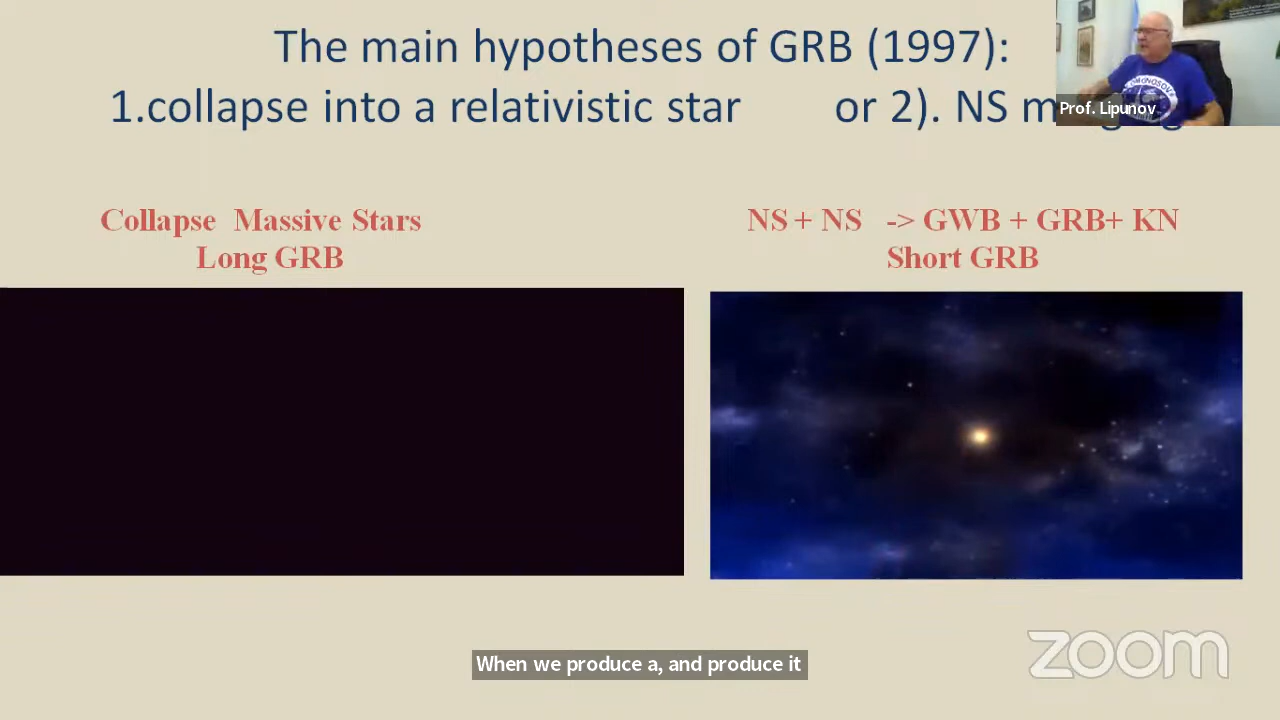 The main hypotheses of GRB (1997):
1.collapse into a relativistic star or 2). NS
Prof. Lipunov
Collapse Massive Stars
Long GRB
NS + NS -> GWB + GRB+ KN
Short GRB
When we produce a, and produce it
zoom